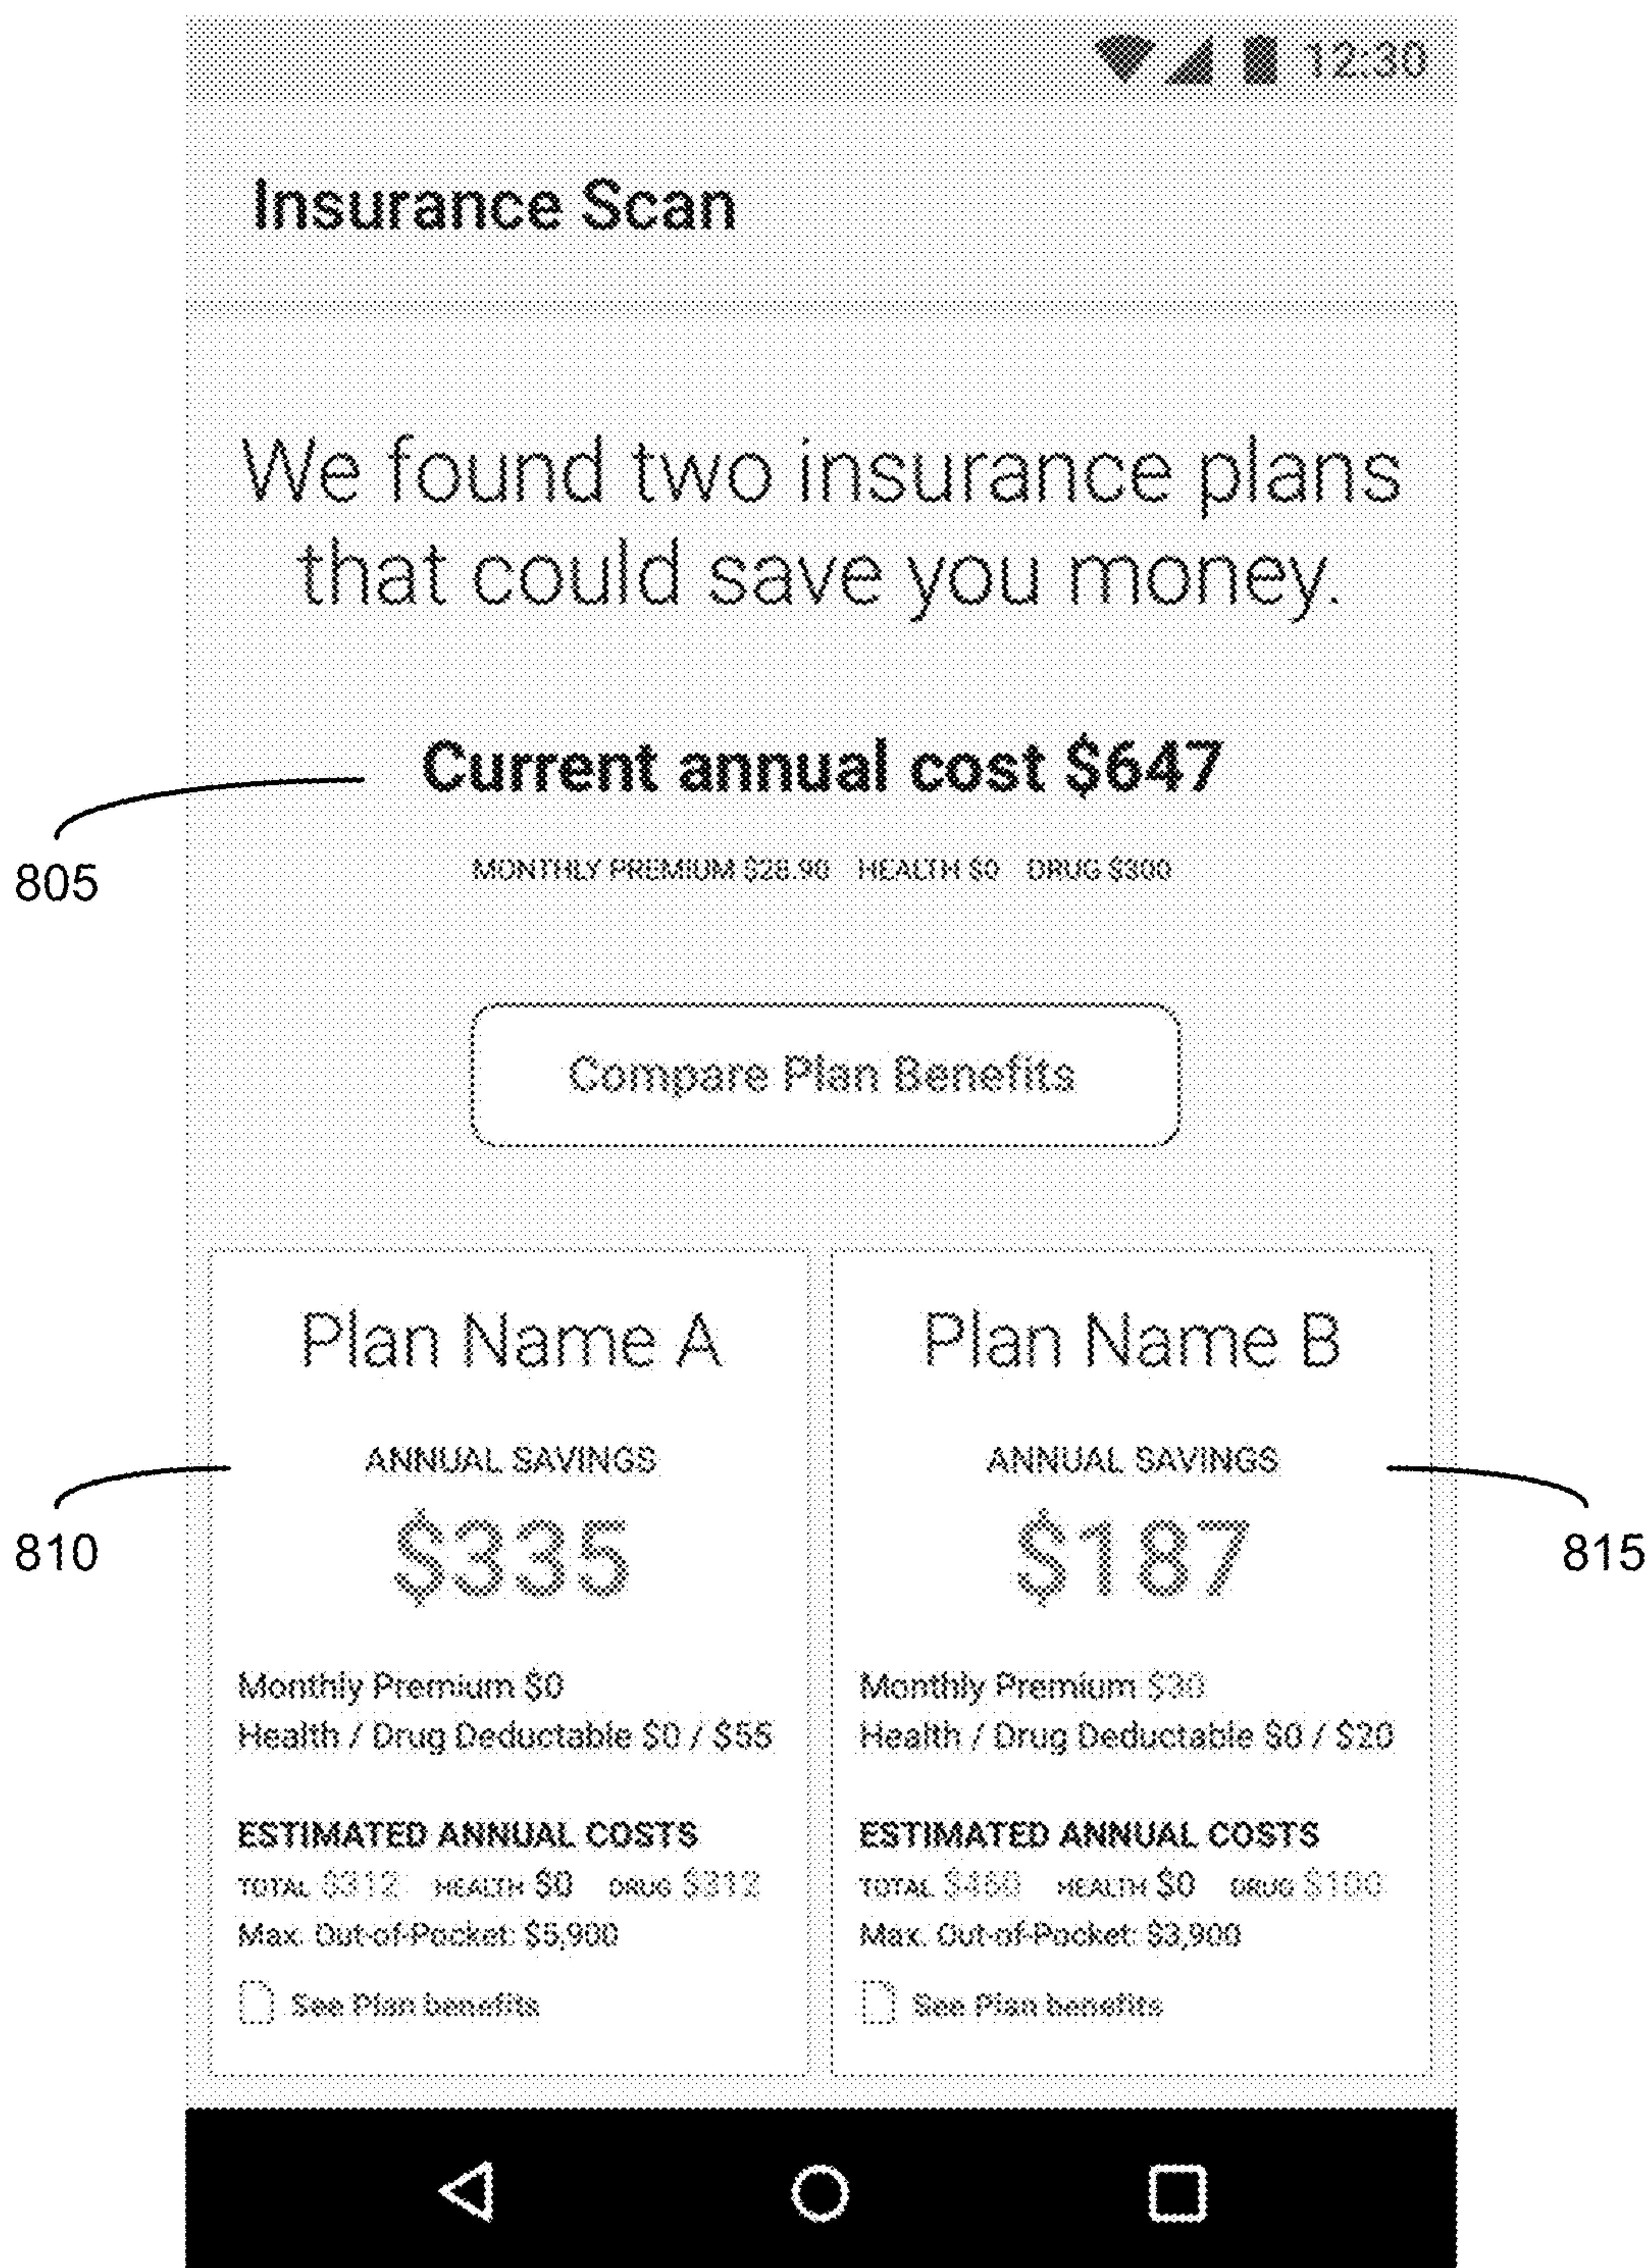 12:30
Insurance Scan
We found two insurance plans
that could save you money.
Current annual cost $647
805
MONTHLY PREMIUM $28.90 HEALTH $0 DRUG $300
Compare Plan Benefits
Plan Name A
ANNUAL SAVINGS
810
$335
Monthly Premium $0
Health / Drug Deductable $0 / $55
ESTIMATED ANNUAL COSTS
TOTAL $312 HEALTH $0 DRUG $312
Max. Out-of-Pocket: $5,900
See Plan benefits
Plan Name B
ANNUAL SAVINGS
815
$187
Monthly Premium $30
Health / Drug Deductable $0 / $20
ESTIMATED ANNUAL COSTS
TOTAL $460 HEALTH $0 DRUG $100
Max. Out-of-Pocket: $3,900
See Plan benefits